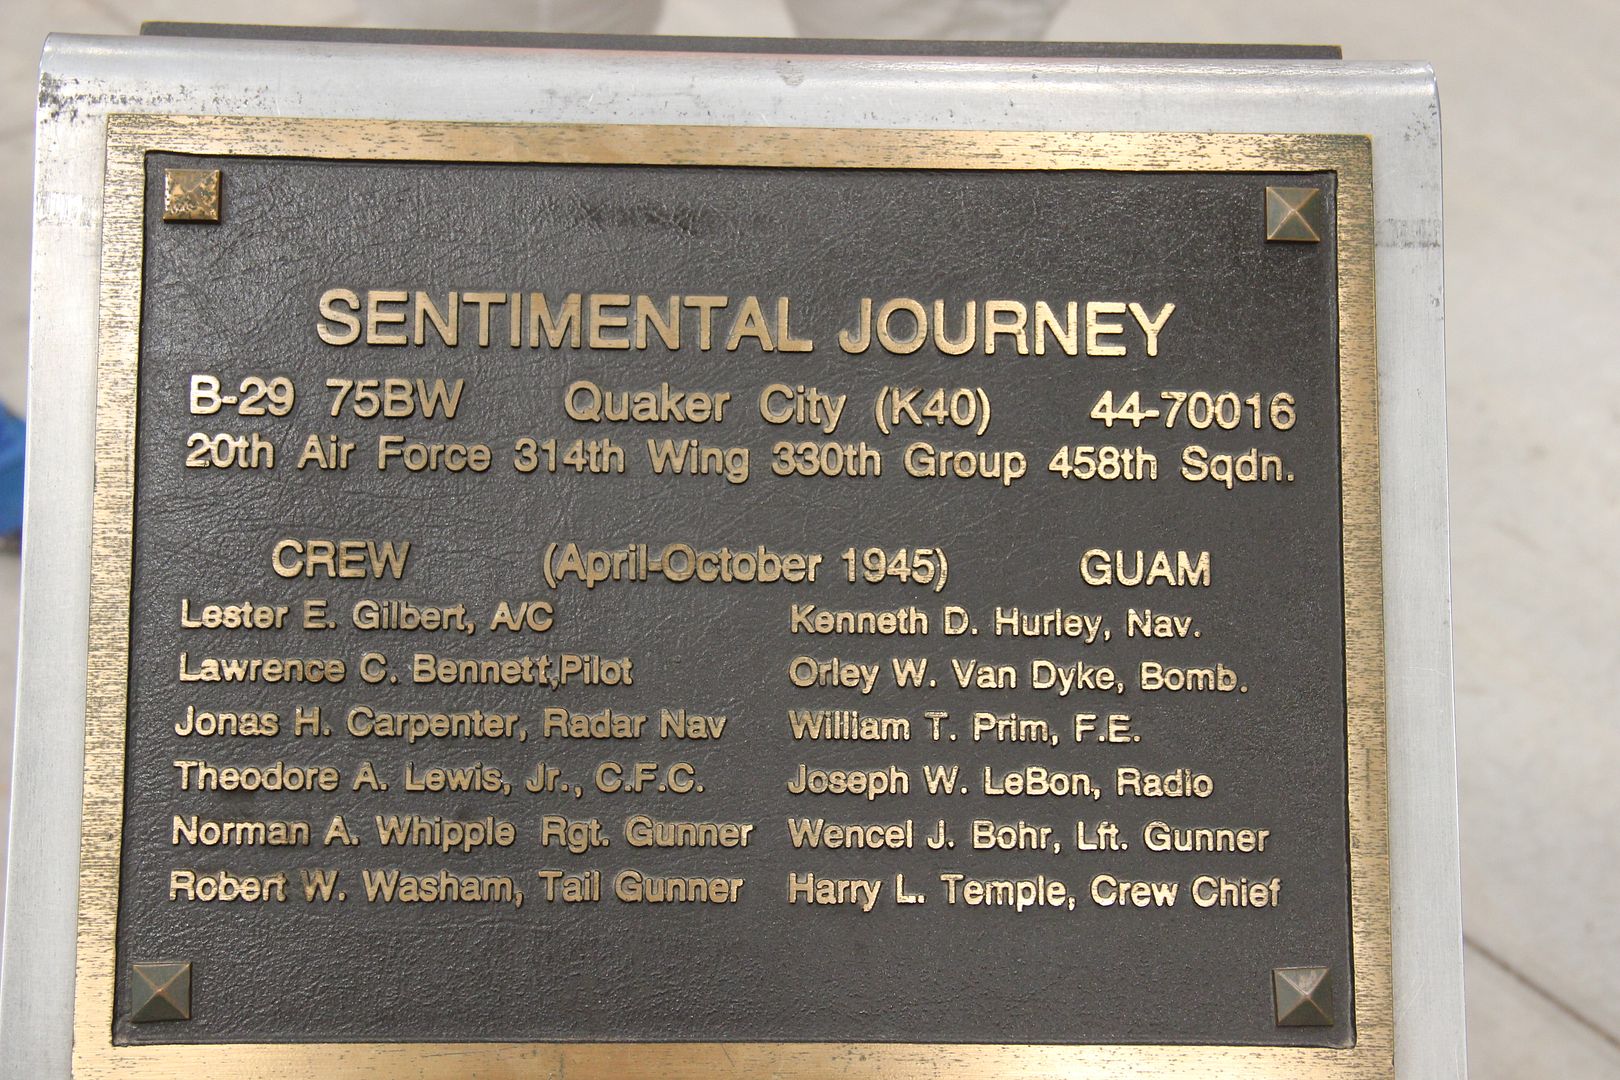 SENTIMENTAL JOURNEY
B-29 75BW Quaker City (K40) 44-70016
20th Air Force 314th Wing 330th Group 458th Sqdn.
CREW (April-October 1945) GUAM
Lester E. Gilbert, A/C Kenneth D. Hurley, Nav.
Lawrence C. Bennett,Pilot Orley W. Van Dyke, Bomb.
Jonas H. Carpenter, Radar Nav William T. Prim, F.E.
Theodore A. Lewis, Jr., C.F.C. Joseph W. LeBon, Radio
Norman A. Whipple Rgt. Gunner Wencel J. Bohr, Lft. Gunner
Robert W. Washam, Tail Gunner Harry L. Temple, Crew Chief